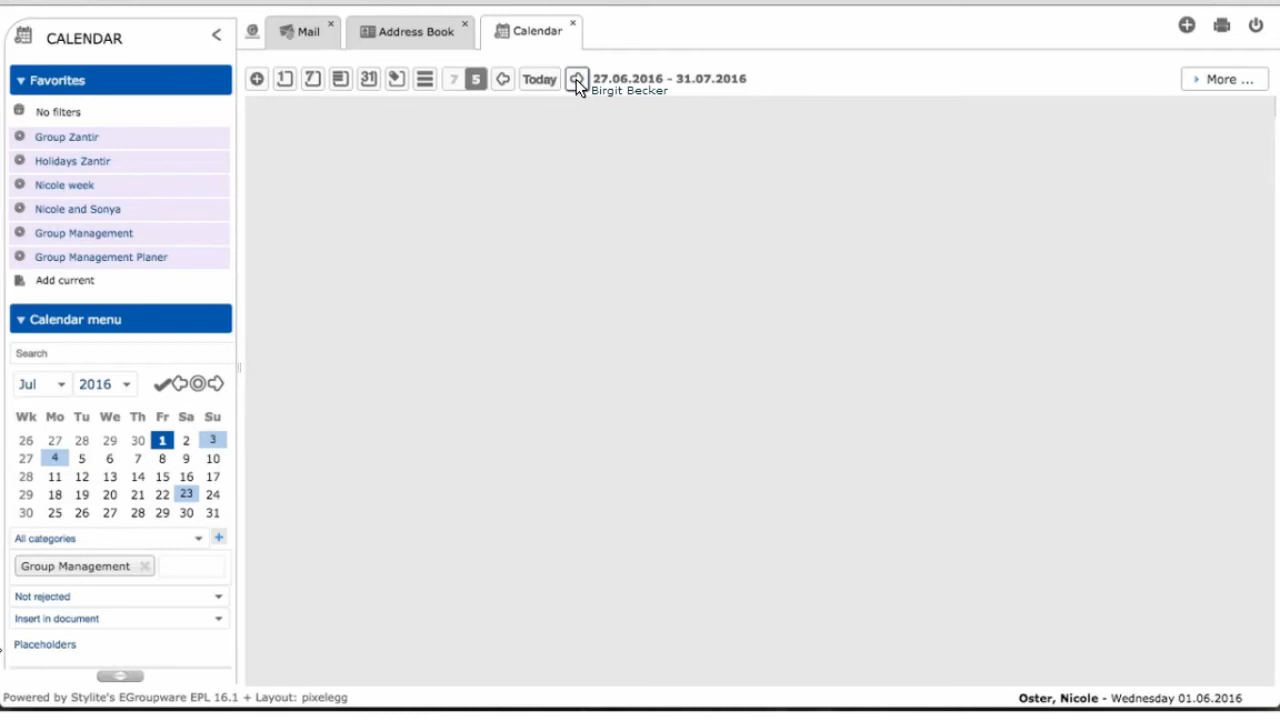 CALENDAR <
Mail × Address Book × Calendar ×
1 7 31 7 5 Today 27.06.2016 - 31.07.2016 More ...
Birgit Becker
Favorites
No filters
Group Zantir
Holidays Zantir
Nicole week
Nicole and Sonya
Group Management
Group Management Planer
Add current
Calendar menu
Search
Jul 2016
Wk Mo Tu We Th Fr Sa Su
26 27 28 29 30 1 2 3
27 4 5 6 7 8 9 10
28 11 12 13 14 15 16 17
29 18 19 20 21 22 23 24
30 25 26 27 28 29 30 31
All categories +
Group Management ×
Not rejected
Insert in document
Placeholders
Powered by Stylite's EGroupware EPL 16.1 + Layout: pixelegg
Oster, Nicole - Wednesday 01.06.2016